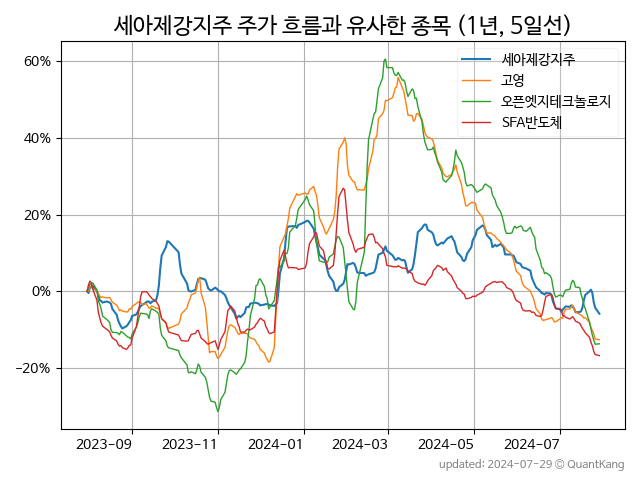 세아제강지주 주가 흐름과 유사한 종목 (1년, 5일선)
세아제강지주
고영
오픈엣지테크놀로지
SFA반도체
60%
40%
20%
0%
−20%
2023-09 2023-11 2024-01 2024-03 2024-05 2024-07
updated: 2024-07-29 © QuantKang